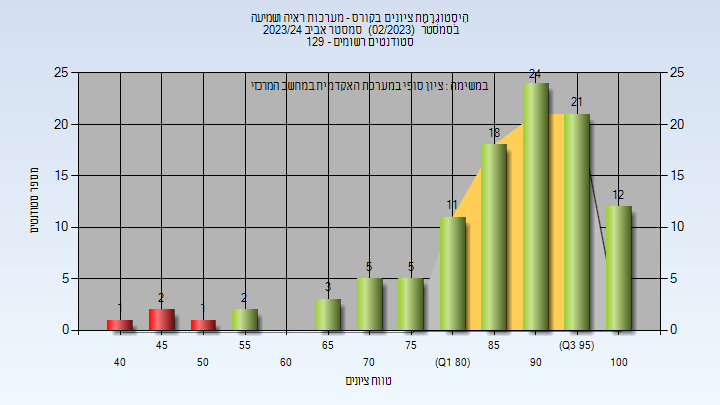 היסטוגרמת ציונים בקורס - מערכות ראיה ושמיעה
בסמסטר (02/2023) סמסטר אביב 2023/24
סטודנטים רשומים - 129
במשימה : ציון סופי במערכת האקדמית במחשב המרכזי
25 25
20 20
15 15
10 10
5 5
0 0
מספר סטודנטים
1 2 1 2 3 5 5 11 18 24 21 12
45 55 65 75 85 (Q3 95)
40 50 60 70 (Q1 80) 90 100
טווח ציונים